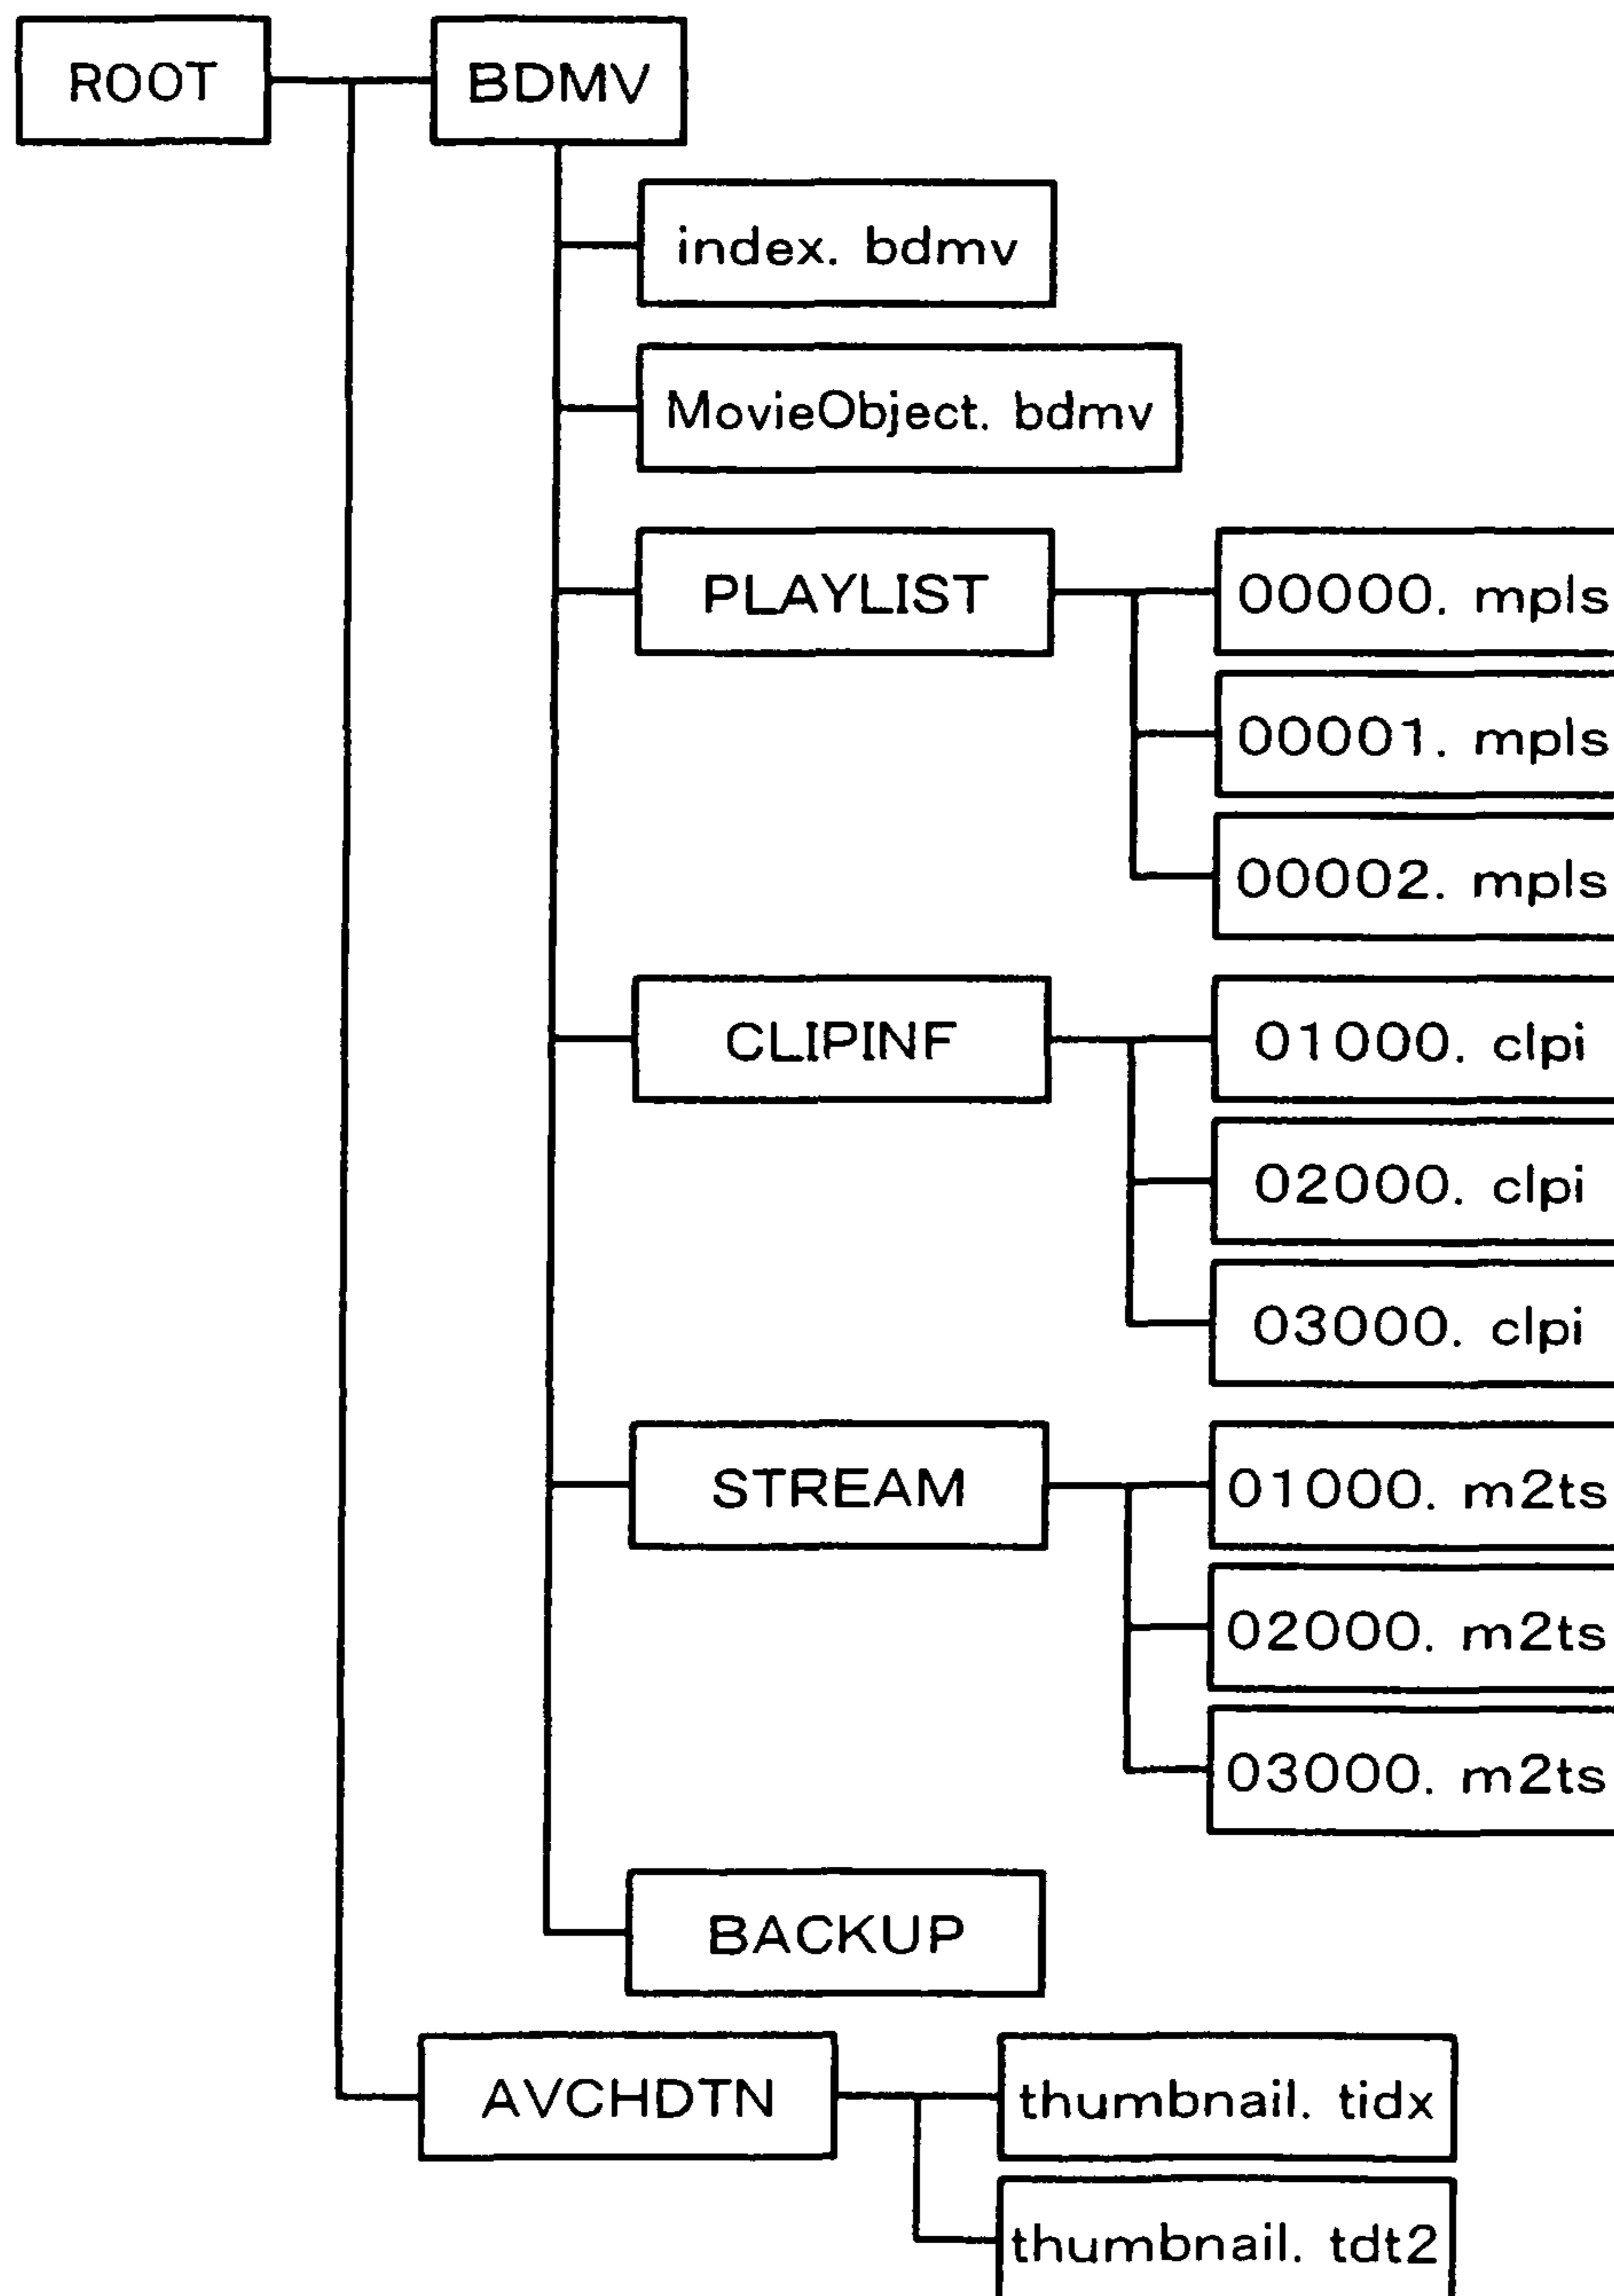 ROOT
BDMV
index. bdmv
MovieObject. bdmv
PLAYLIST
00000. mpls
00001. mpls
00002. mpls
CLIPINF
01000. clpi
02000. clpi
03000. clpi
STREAM
01000. m2ts
02000. m2ts
03000. m2ts
BACKUP
AVCHDTN
thumbnail. tidx
thumbnail. tdt2